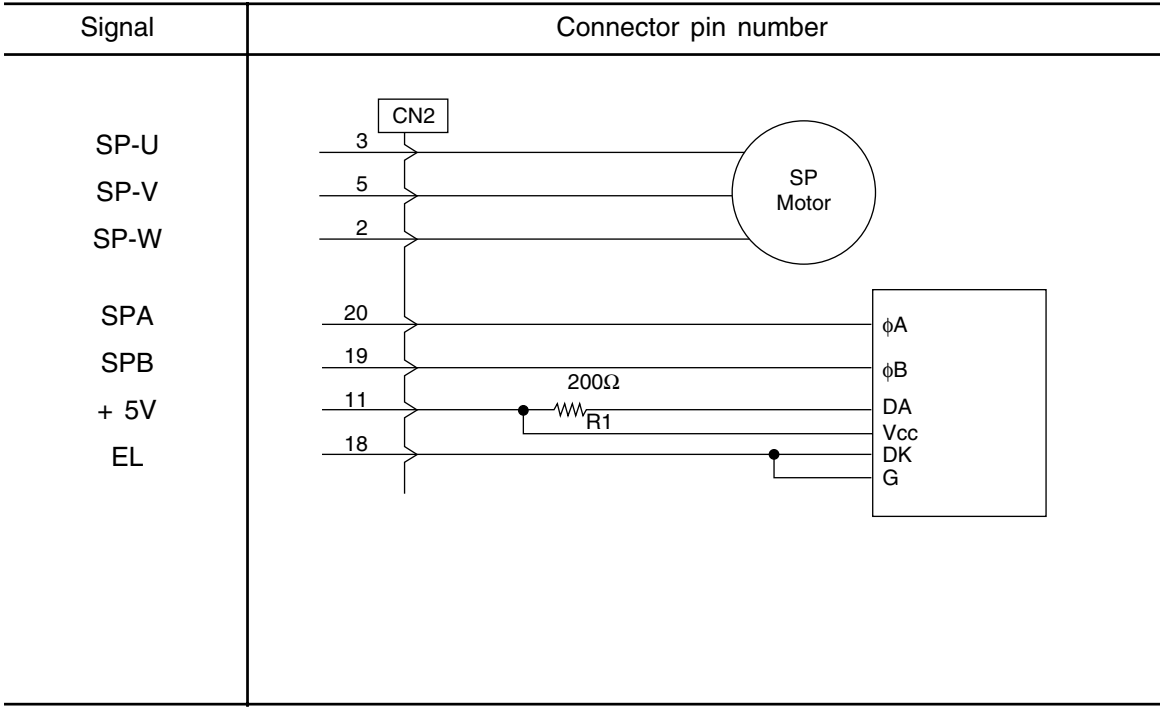 Signal Connector pin number
CN2
SP-U 3
SP
Motor
SP-V 5
SP-W 2
SPA 20 ϕA
SPB 19 ϕB
200Ω
+ 5V 11 DA
R1
Vcc
EL 18 DK
G